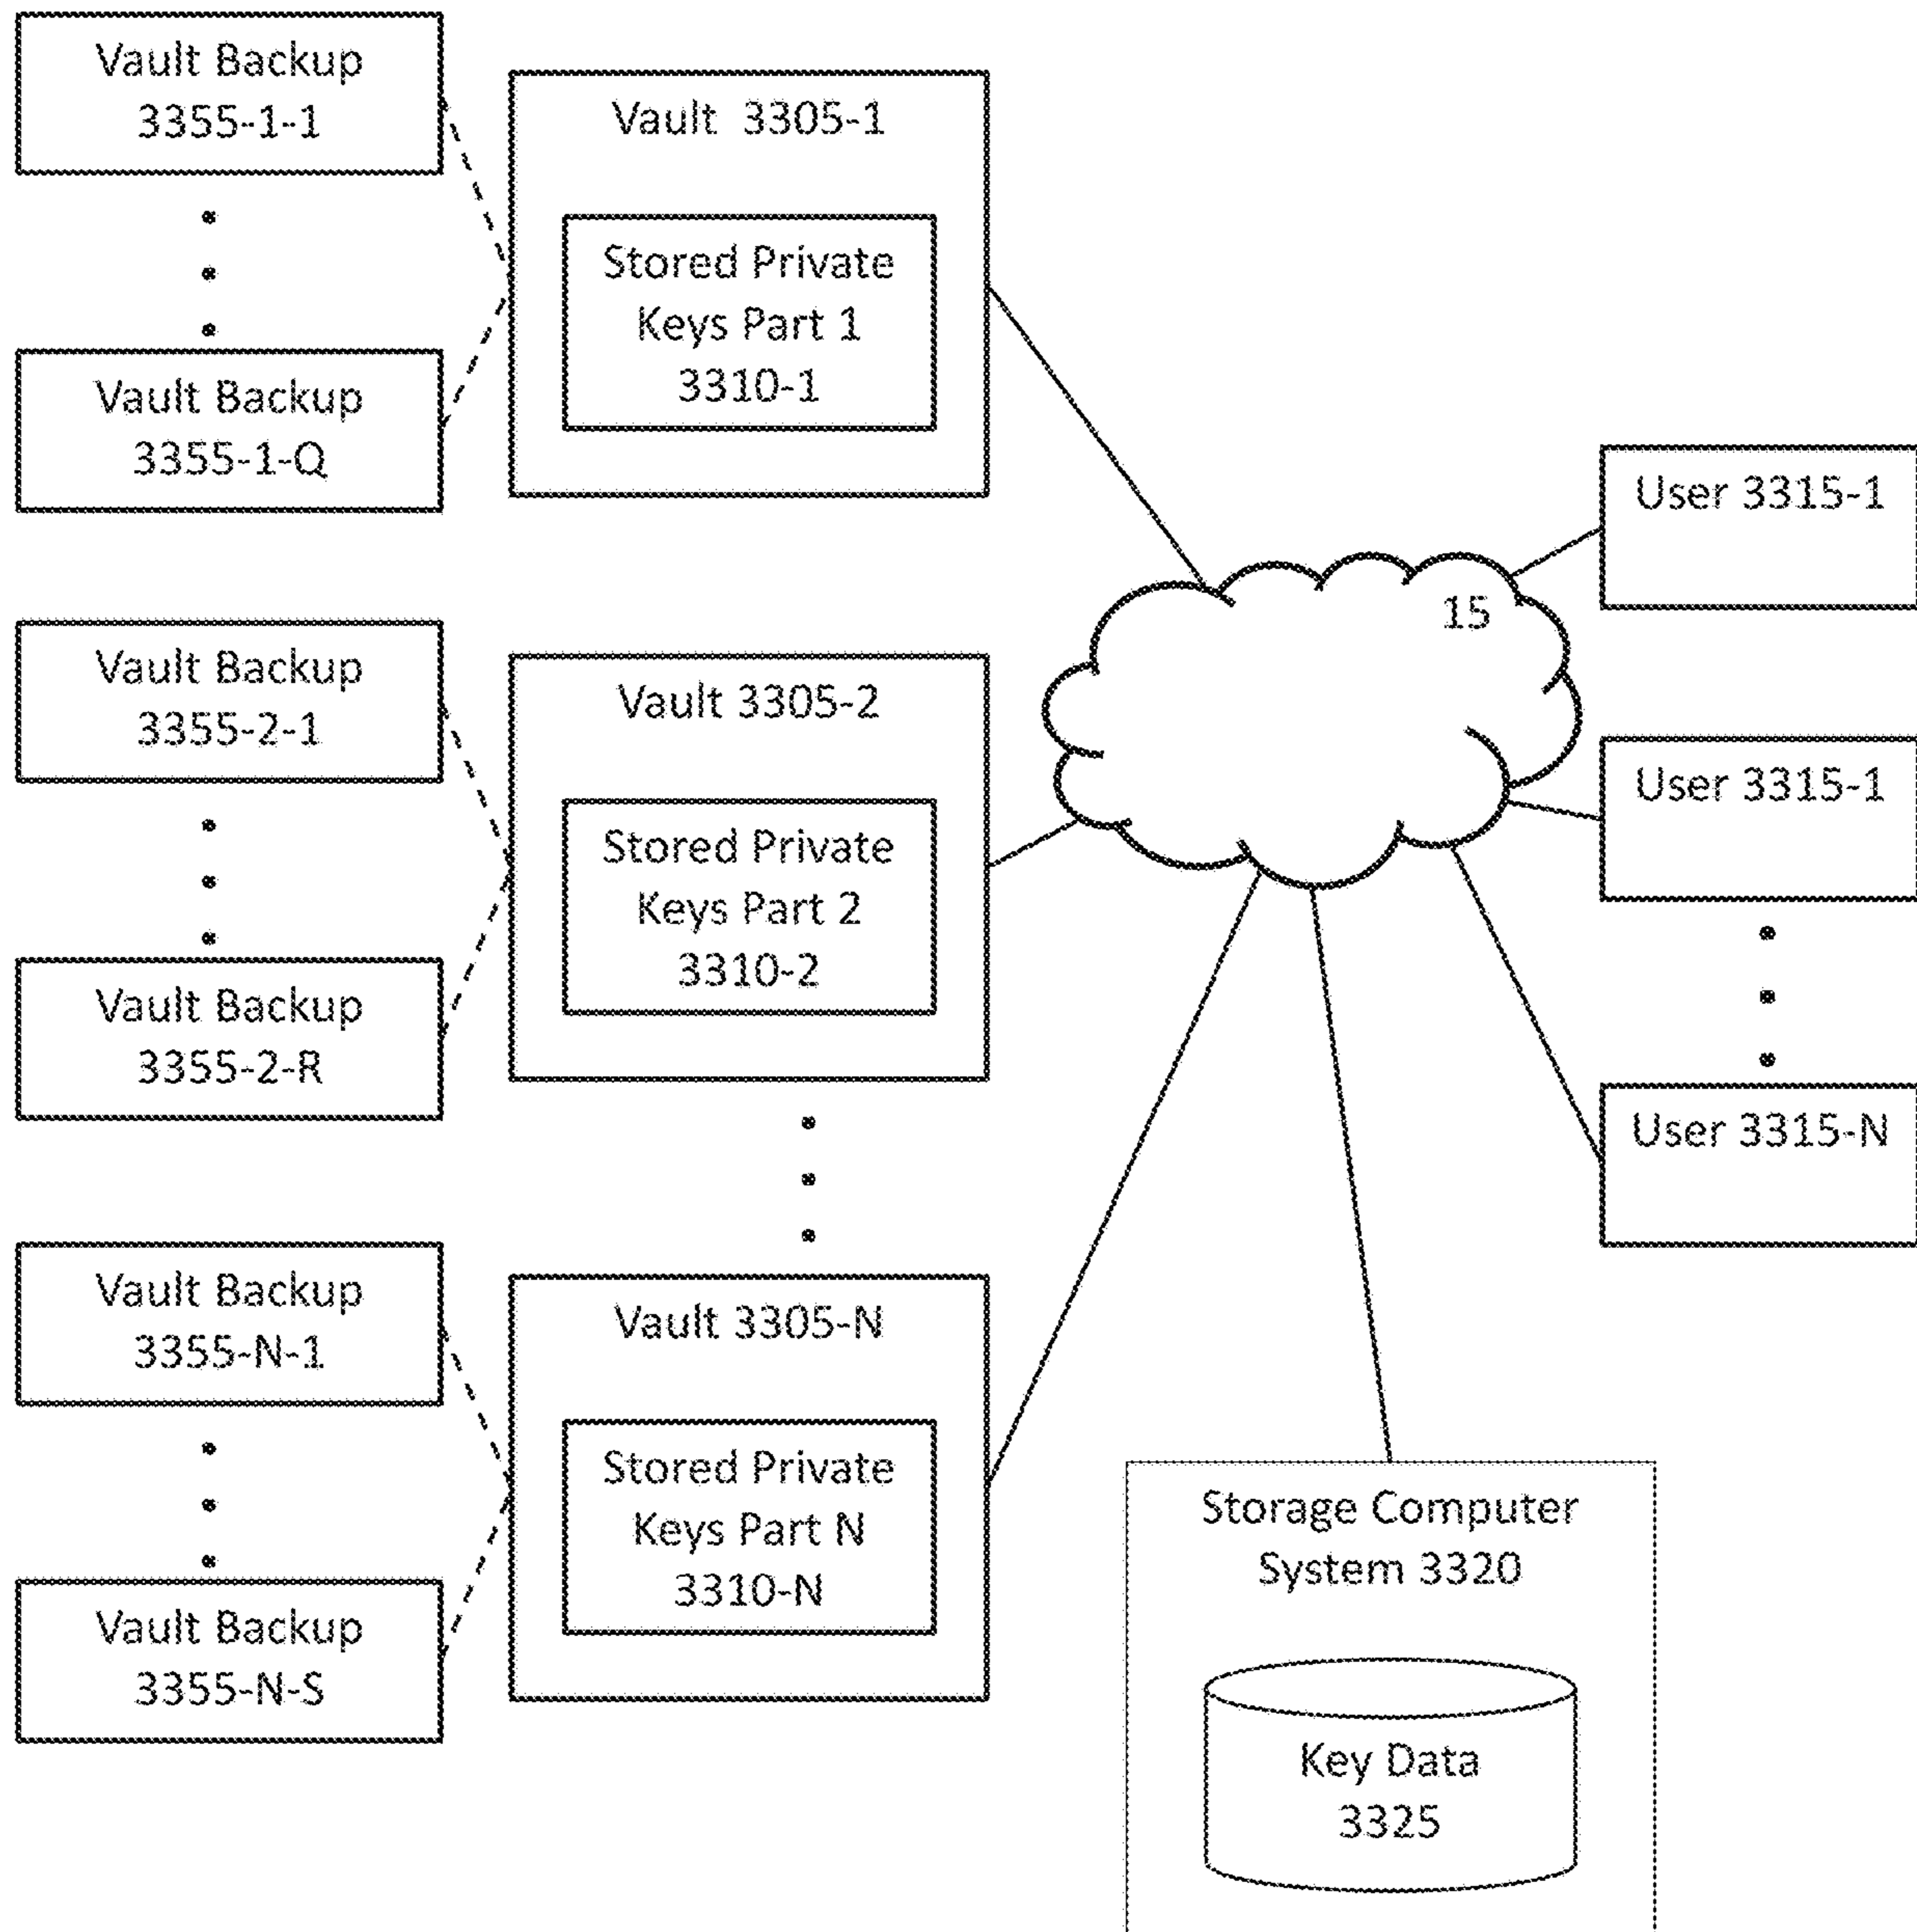 Vault Backup
3355-1-1
Vault Backup
3355-1-Q
Vault 3305-1
Stored Private
Keys Part 1
3310-1
Vault Backup
3355-2-1
Vault Backup
3355-2-R
Vault 3305-2
Stored Private
Keys Part 2
3310-2
Vault Backup
3355-N-1
Vault Backup
3355-N-S
Vault 3305-N
Stored Private
Keys Part N
3310-N
15
User 3315-1
User 3315-1
User 3315-N
Storage Computer
System 3320
Key Data
3325